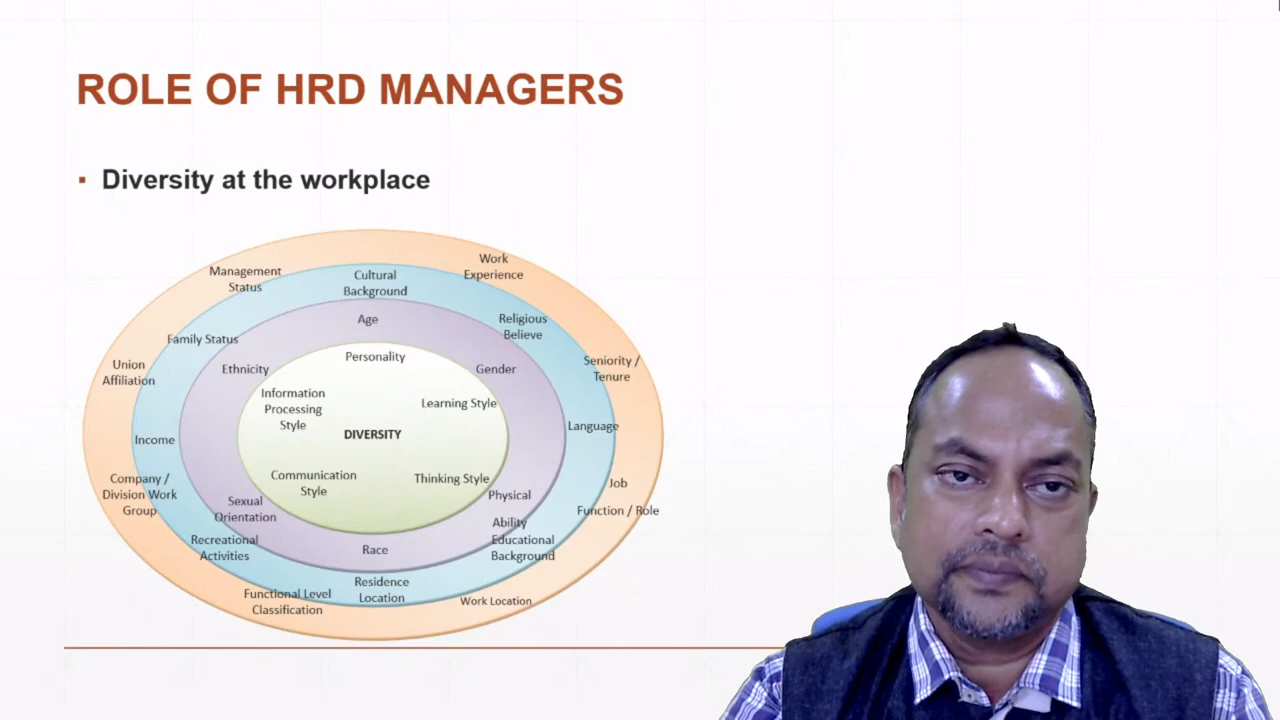 ROLE OF HRD MANAGERS
▪ Diversity at the workplace
Work
Experience
Management
Status
Cultural
Background
Age
Religious
Believe
Family Status
Personality
Union
Affiliation
Ethnicity
Gender
Seniority /
Tenure
Information
Processing
Style
Learning Style
Language
DIVERSITY
Income
Communication
Style
Thinking Style
Company /
Division Work
Group
Physical
Ability
Job
Function / Role
Sexual
Orientation
Recreational
Activities
Race
Educational
Background
Residence
Location
Functional Level
Classification
Work Location